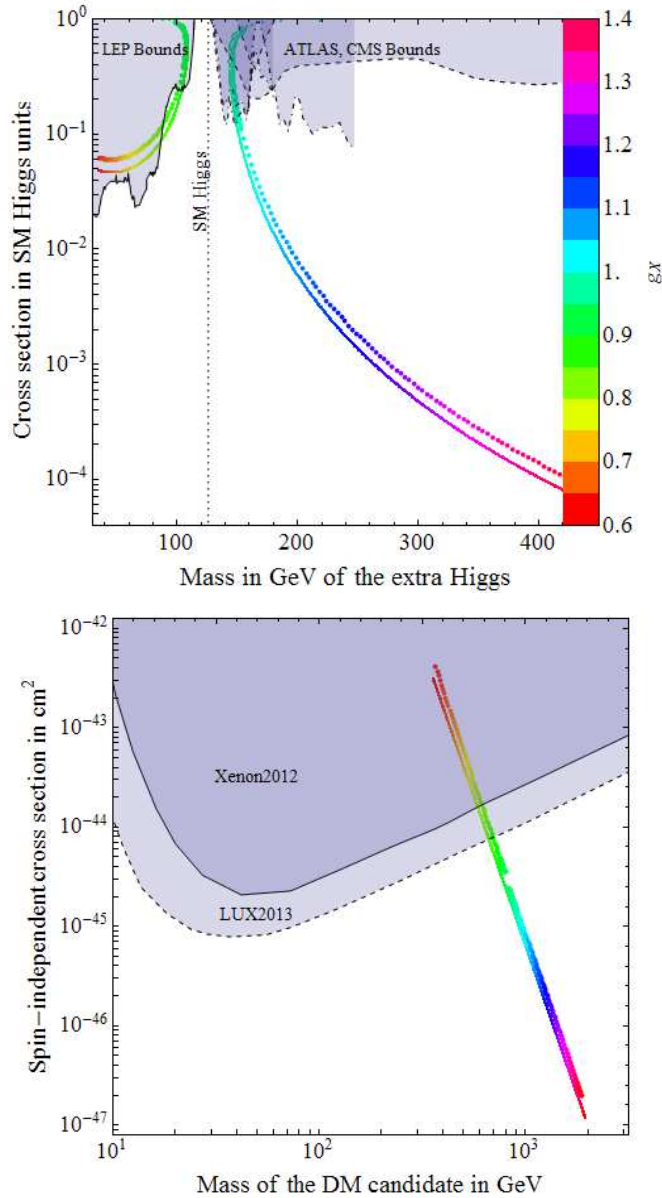 LEP Bounds
ATLAS, CMS Bounds
SM Higgs
Cross section in SM Higgs units
10^0
10^-1
10^-2
10^-3
10^-4
100
200
300
400
Mass in GeV of the extra Higgs
1.4
1.3
1.2
1.1
1.
0.9
0.8
0.7
0.6
gX
Spin−independent cross section in cm^2
10^-42
10^-43
10^-44
10^-45
10^-46
10^-47
Xenon2012
LUX2013
10^1
10^2
10^3
Mass of the DM candidate in GeV